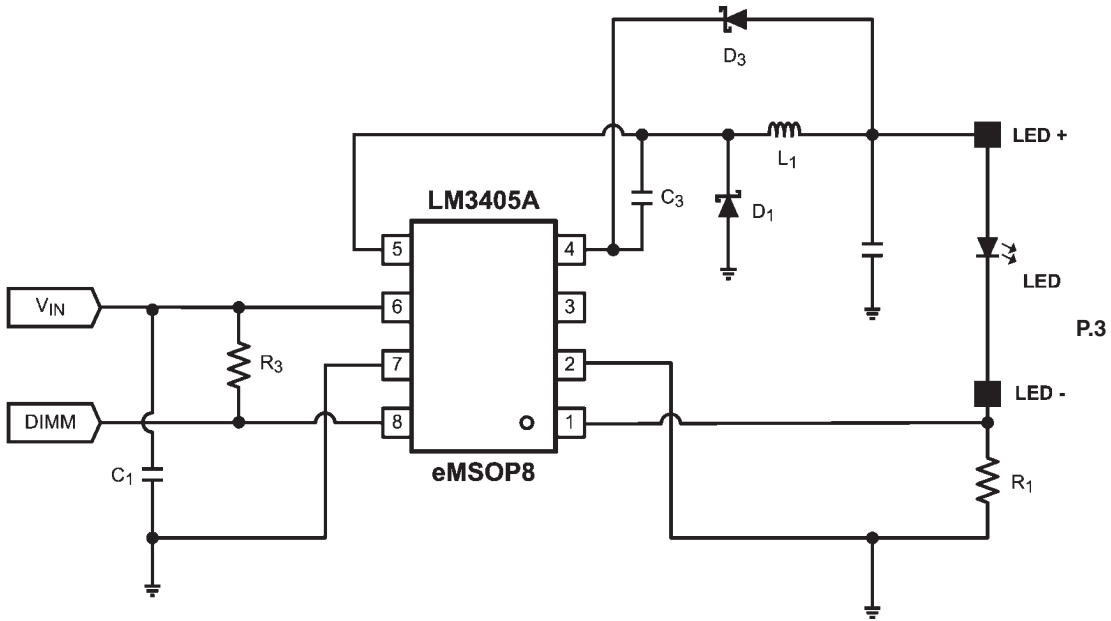 D3
LED +
L1
LM3405A
C3
D1
5
4
VIN
6
3
LED
P.3
R3
7
2
DIMM
8
1
LED -
C1
eMSOP8
R1